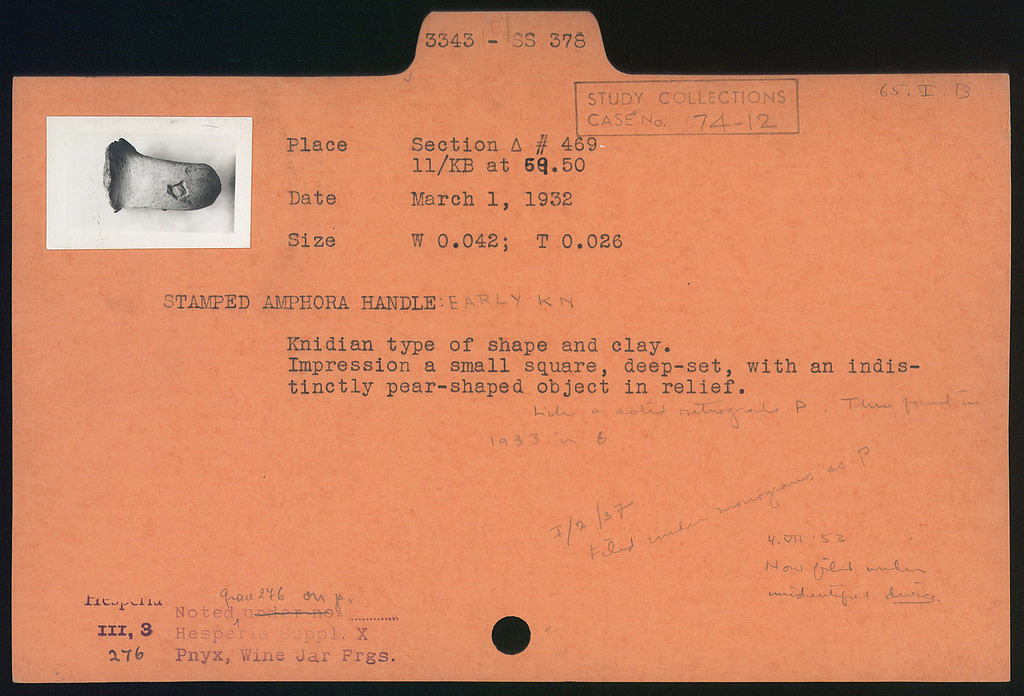 3343 - SS 378
65. I. B
STUDY COLLECTIONS
CASE No. 74-12
Place Section Δ # 469
11/KB at 59.50
Date March 1, 1932
Size W 0.042; T 0.026
STAMPED AMPHORA HANDLE: EARLY KN
Knidian type of shape and clay.
Impression a small square, deep-set, with an indis-
tinctly pear-shaped object in relief.
Like a solid retrograde P. Thus found in
1933 in θ
I/2/37
Filed under monograms as P
4.VII.53
Now filed under
unidentified device.
Hesperia
III, 3
276
Grace 276 on p.
Noted under no. ..........
Hesperia Suppl. X
Pnyx, Wine Jar Frgs.